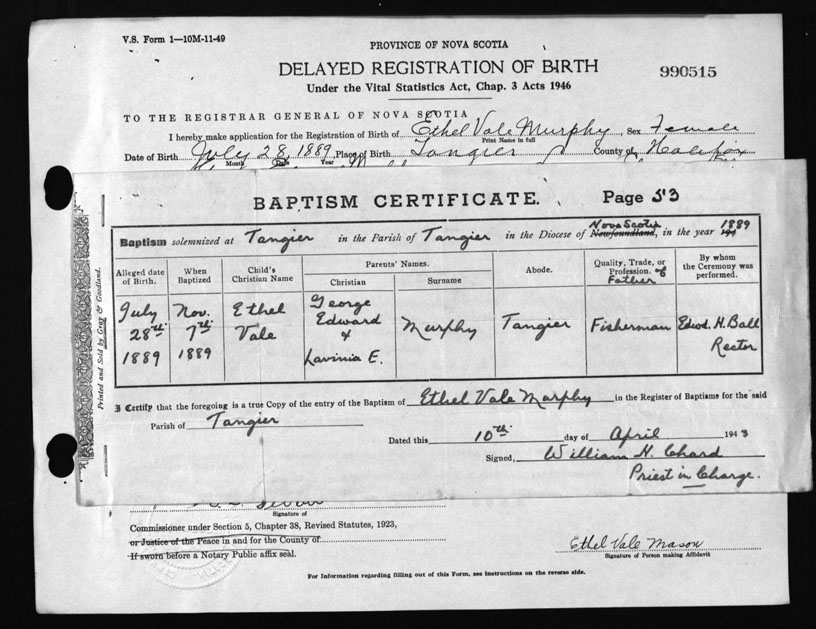 V.S. Form 1—10M-11-49
PROVINCE OF NOVA SCOTIA
DELAYED REGISTRATION OF BIRTH
990515
Under the Vital Statistics Act, Chap. 3 Acts 1946
TO THE REGISTRAR GENERAL OF NOVA SCOTIA
I hereby make application for the Registration of Birth of Ethel Vale Murphy, Sex Female
Print Name in full
Date of Birth July 28, 1889, Place of Birth Tangier County of Halifax
Month Date Year
BAPTISM CERTIFICATE. Page 53
Baptism solemnized at Tangier in the Parish of Tangier in the Diocese of Nova Scotia Newfoundland, in the year 1889 191
Alleged date of Birth. When Baptized Child's Christian Name Parents' Names. Christian Surname Abode. Quality, Trade, or Profession. of Father By whom the Ceremony was performed.
July 28th 1889 Nov. 7th 1889 Ethel Vale George Edward & Lavinia E. Murphy Tangier Fisherman Edwd. H. Ball Rector
I Certify that the foregoing is a true Copy of the entry of the Baptism of Ethel Vale Murphy in the Register of Baptisms for the said
Parish of Tangier
Dated this 10th day of April 1943
Signed, William H. Chard
Priest in Charge.
Printed and Sold by Gray & Goodland.
Signature of
Commissioner under Section 5, Chapter 38, Revised Statutes, 1923,
or Justice of the Peace in and for the County of
If sworn before a Notary Public affix seal.
Ethel Vale Mason
Signature of Person making Affidavit
For Information regarding filling out of this Form, see instructions on the reverse side.